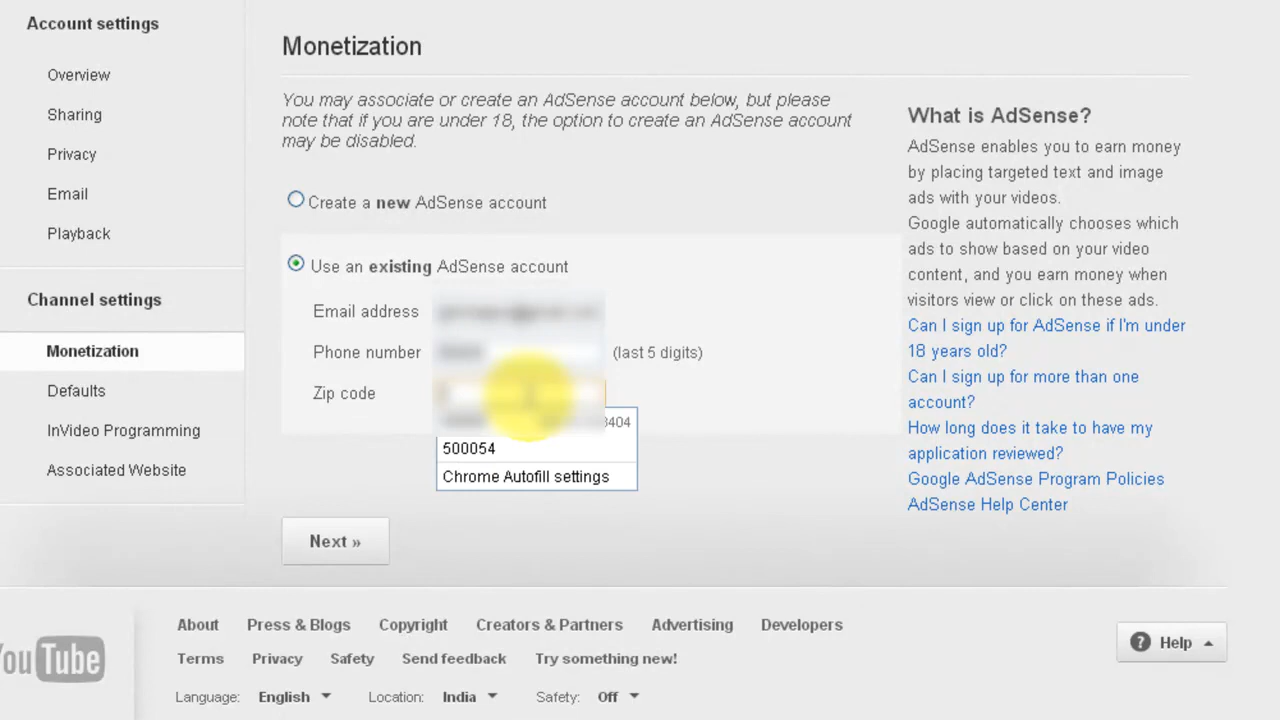 Account settings
Overview
Sharing
Privacy
Email
Playback
Channel settings
Monetization
Defaults
InVideo Programming
Associated Website
Monetization
You may associate or create an AdSense account below, but please
note that if you are under 18, the option to create an AdSense account
may be disabled.
Create a new AdSense account
Use an existing AdSense account
Email address
Phone number
(last 5 digits)
Zip code
3404
500054
Chrome Autofill settings
Next »
What is AdSense?
AdSense enables you to earn money
by placing targeted text and image
ads with your videos.
Google automatically chooses which
ads to show based on your video
content, and you earn money when
visitors view or click on these ads.
Can I sign up for AdSense if I'm under
18 years old?
Can I sign up for more than one
account?
How long does it take to have my
application reviewed?
Google AdSense Program Policies
AdSense Help Center
YouTube
About
Press & Blogs
Copyright
Creators & Partners
Advertising
Developers
Terms
Privacy
Safety
Send feedback
Try something new!
Language: English
Location: India
Safety: Off
? Help